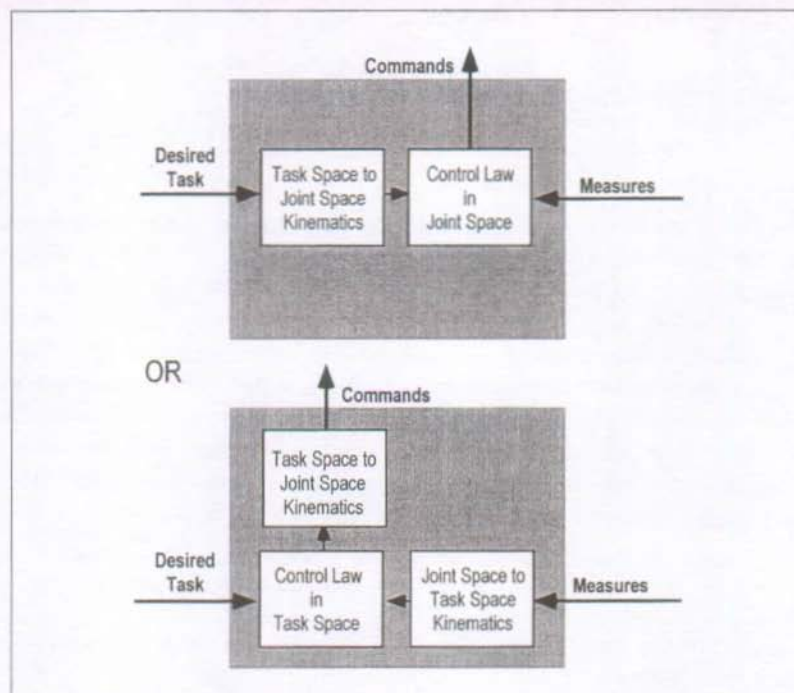 Commands
Desired
Task
Task Space to
Joint Space
Kinematics
Control Law
in
Joint Space
Measures
OR
Commands
Task Space to
Joint Space
Kinematics
Desired
Task
Control Law
in
Task Space
Joint Space to
Task Space
Kinematics
Measures